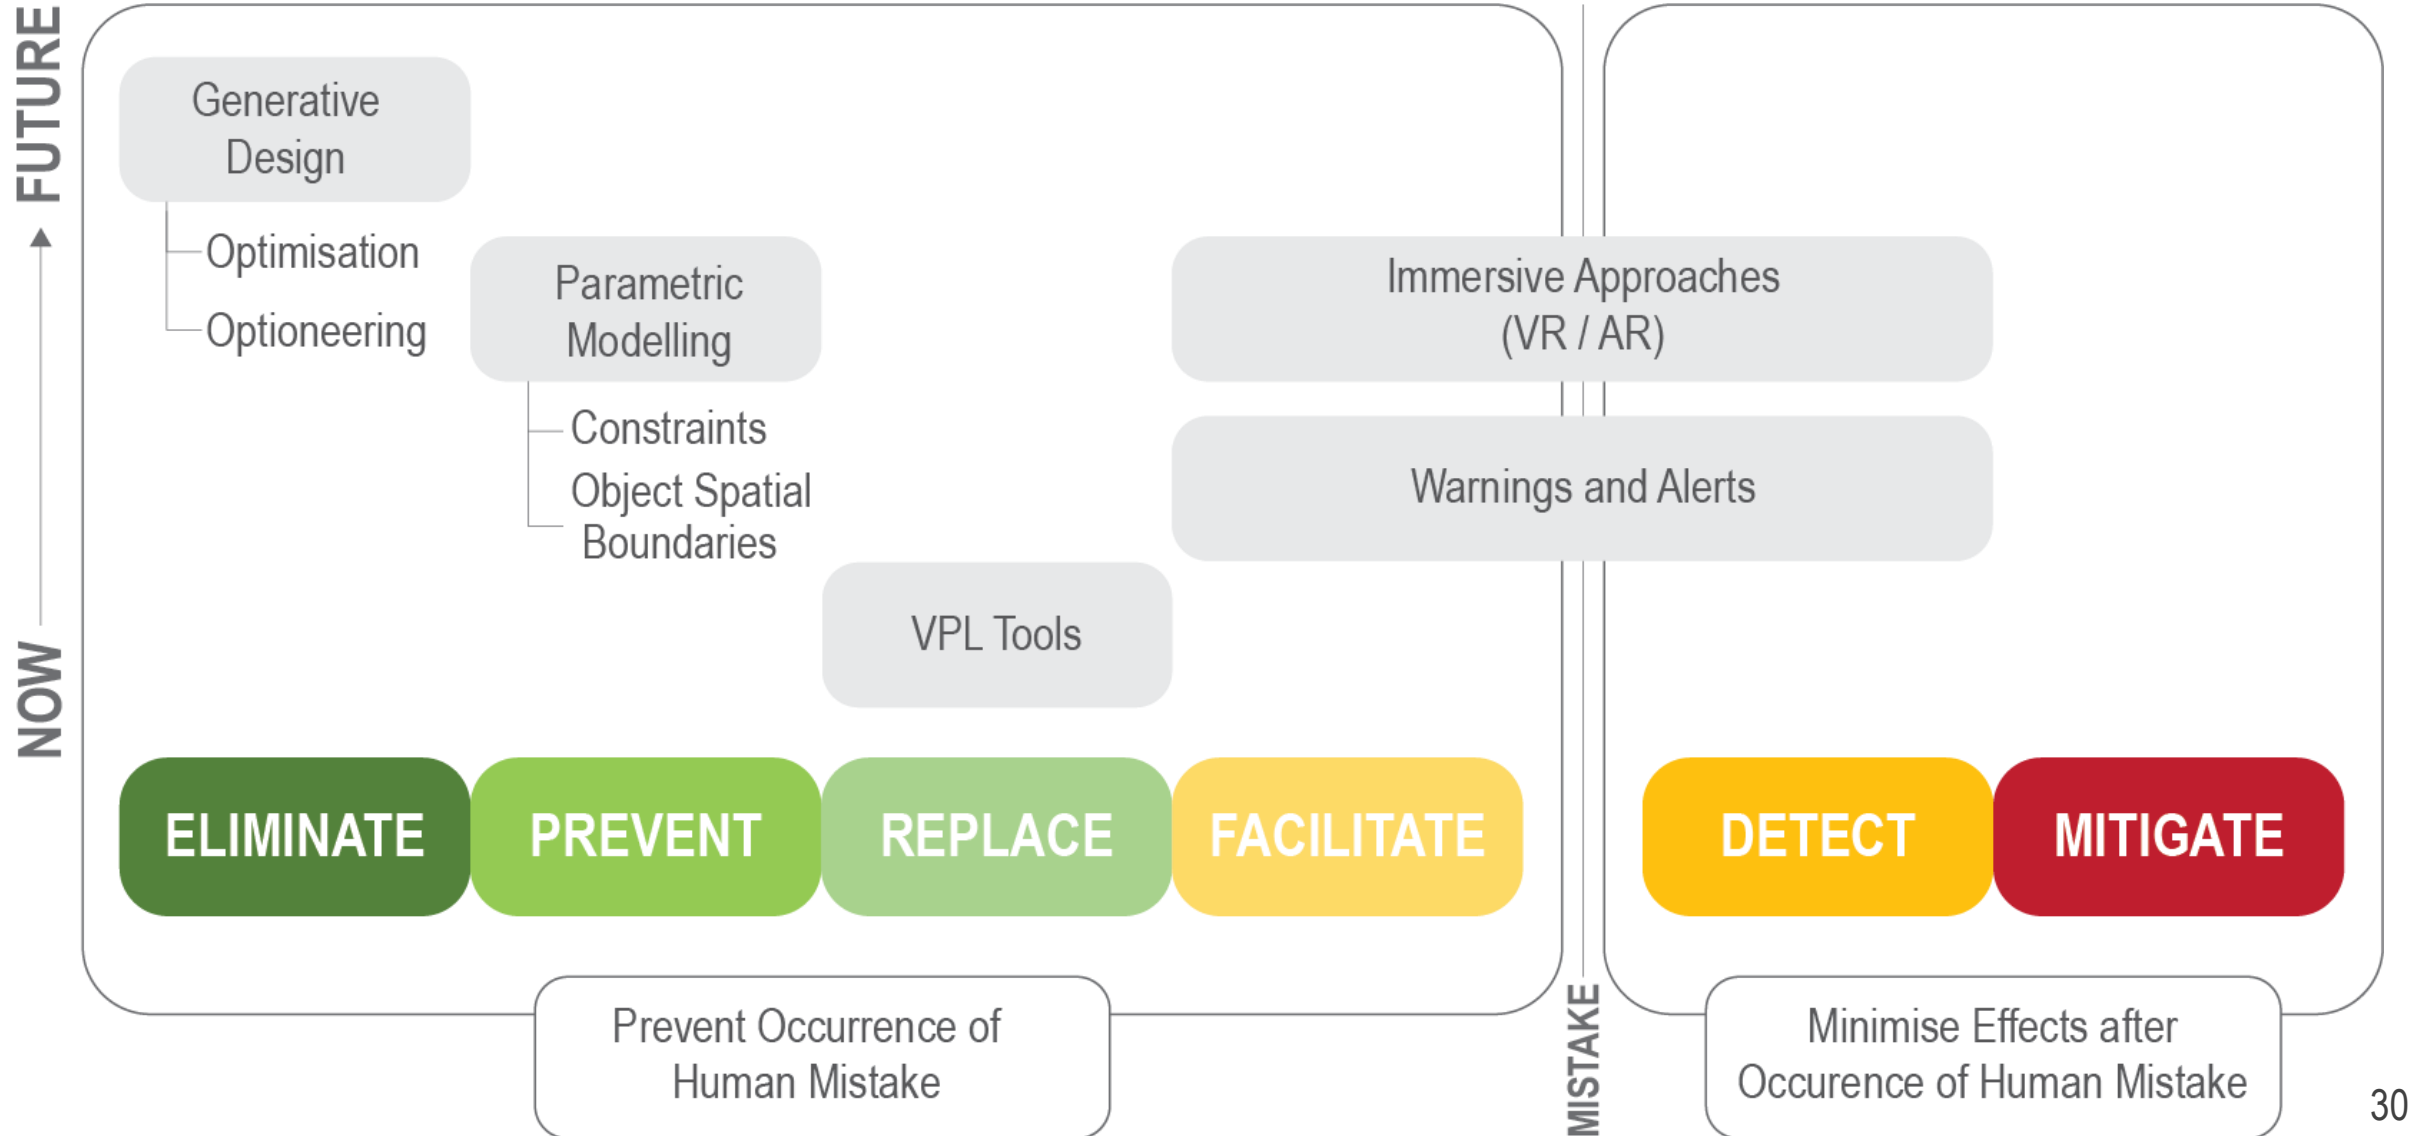 FUTURE
NOW
Generative
Design
Optimisation
Optioneering
Parametric
Modelling
Constraints
Object Spatial
Boundaries
VPL Tools
Immersive Approaches
(VR / AR)
Warnings and Alerts
ELIMINATE
PREVENT
REPLACE
FACILITATE
DETECT
MITIGATE
Prevent Occurrence of
Human Mistake
MISTAKE
Minimise Effects after
Occurence of Human Mistake
30